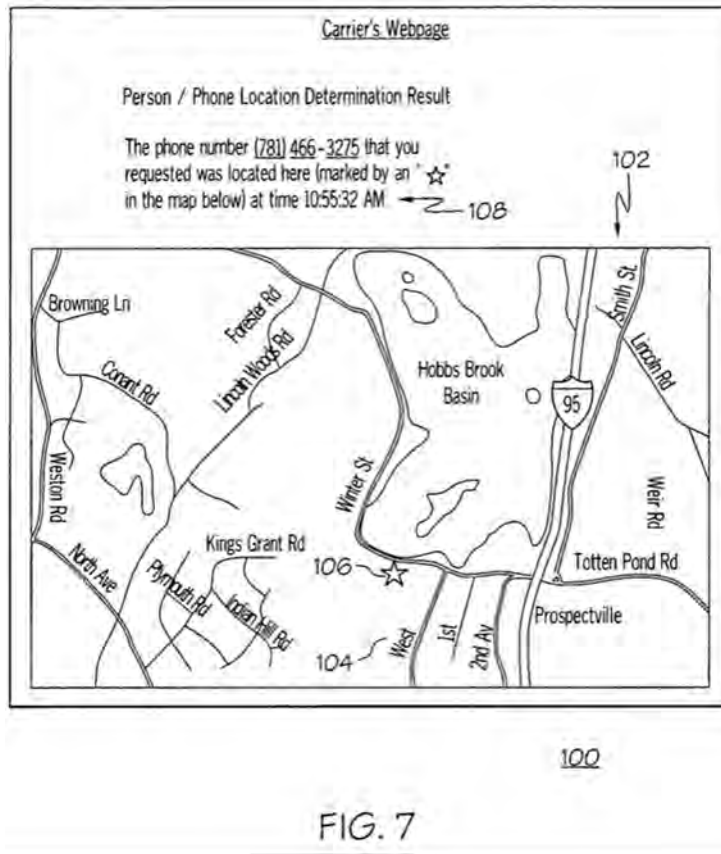 Carrier's Webpage
Person / Phone Location Determination Result
The phone number (781) 466-3275 that you
requested was located here (marked by an "☆"
in the map below) at time 10:55:32 AM
108
102
Browning Ln
Forester Rd
Smith St.
Lincoln Woods Rd
Lincoln Rd
Conant Rd
Hobbs Brook
Basin
95
Weston Rd
Winter St
Weir Rd
Kings Grant Rd
North Ave
Plymouth Rd
Indian Hill Rd
106
Totten Pond Rd
Prospectville
104
West
1st
2nd Av
100
FIG. 7